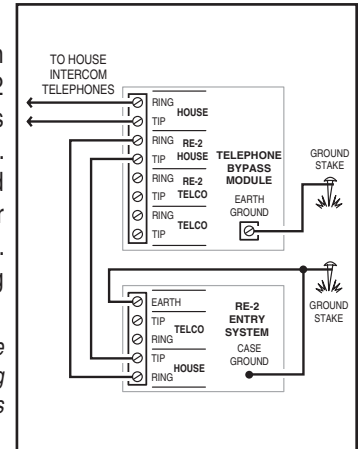 TO HOUSE
INTERCOM
TELEPHONES
RING
HOUSE
TIP
RING
RE-2
TIP
HOUSE
RING
RE-2
TIP
TELCO
RING
TELCO
TIP
TELEPHONE
BYPASS
MODULE
EARTH
GROUND
GROUND
STAKE
EARTH
TIP
TELCO
RING
TIP
HOUSE
RING
RE-2
ENTRY
SYSTEM
CASE
GROUND
GROUND
STAKE